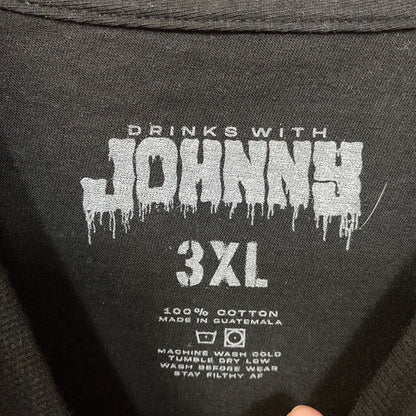 DRINKS WITH
JOHNNY
3XL
100% COTTON
MADE IN GUATEMALA
MACHINE WASH COLD
TUMBLE DRY LOW
WASH BEFORE WEAR
STAY FILTHY AF